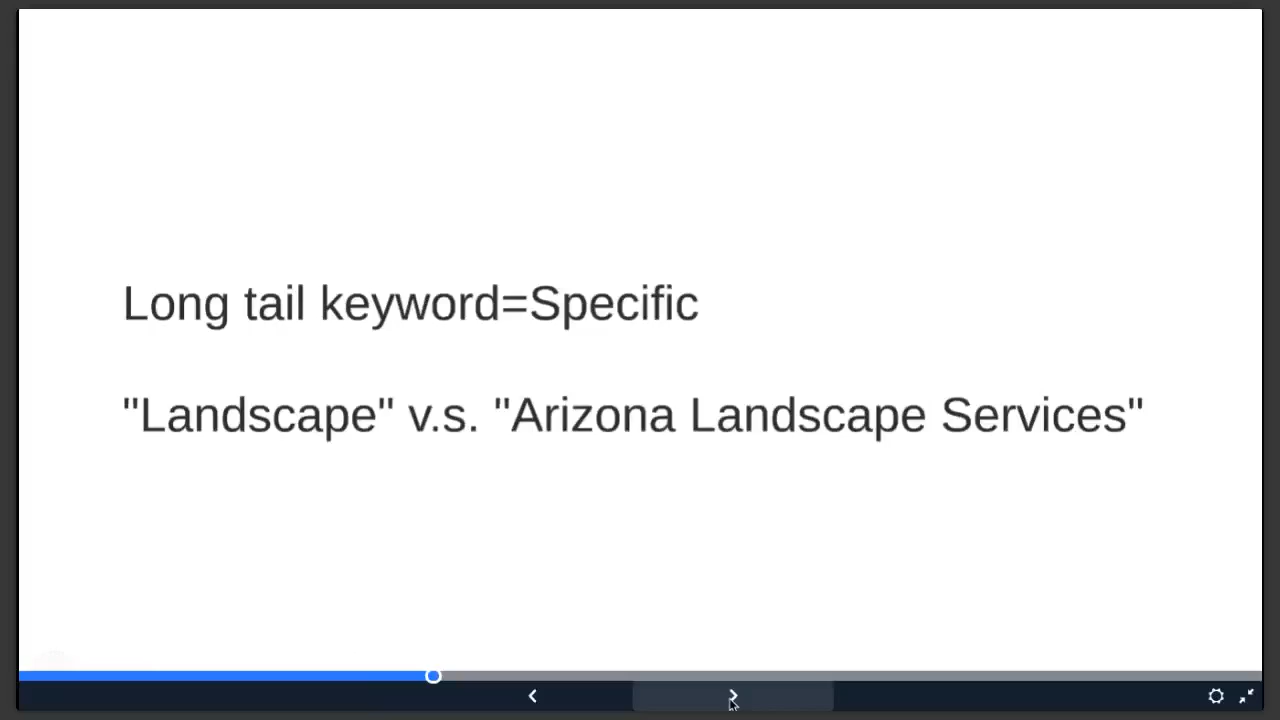 Long tail keyword=Specific
"Landscape" v.s. "Arizona Landscape Services"